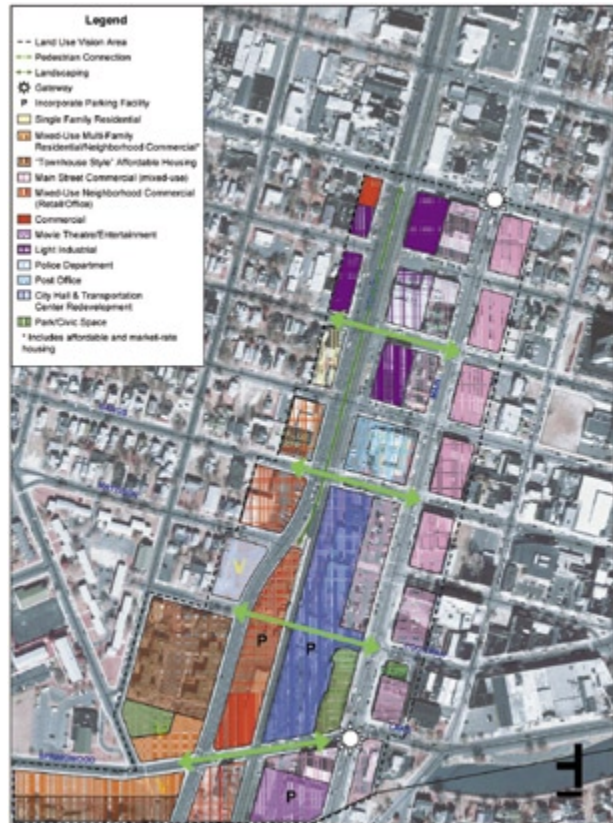 Legend
Land Use Vision Area
Pedestrian Connection
Landscaping
Gateway
P Incorporate Parking Facility
Single Family Residential
Mixed-Use Multi-Family
Residential/Neighborhood Commercial*
"Townhouse Style" Affordable Housing
Main Street Commercial (mixed-use)
Mixed-Use Neighborhood Commercial
(Retail/Office)
Commercial
Movie Theatre/Entertainment
Light Industrial
Police Department
Post Office
City Hall & Transportation
Center Redevelopment
Park/Civic Space
* Includes affordable and market-rate
housing
P
P
P